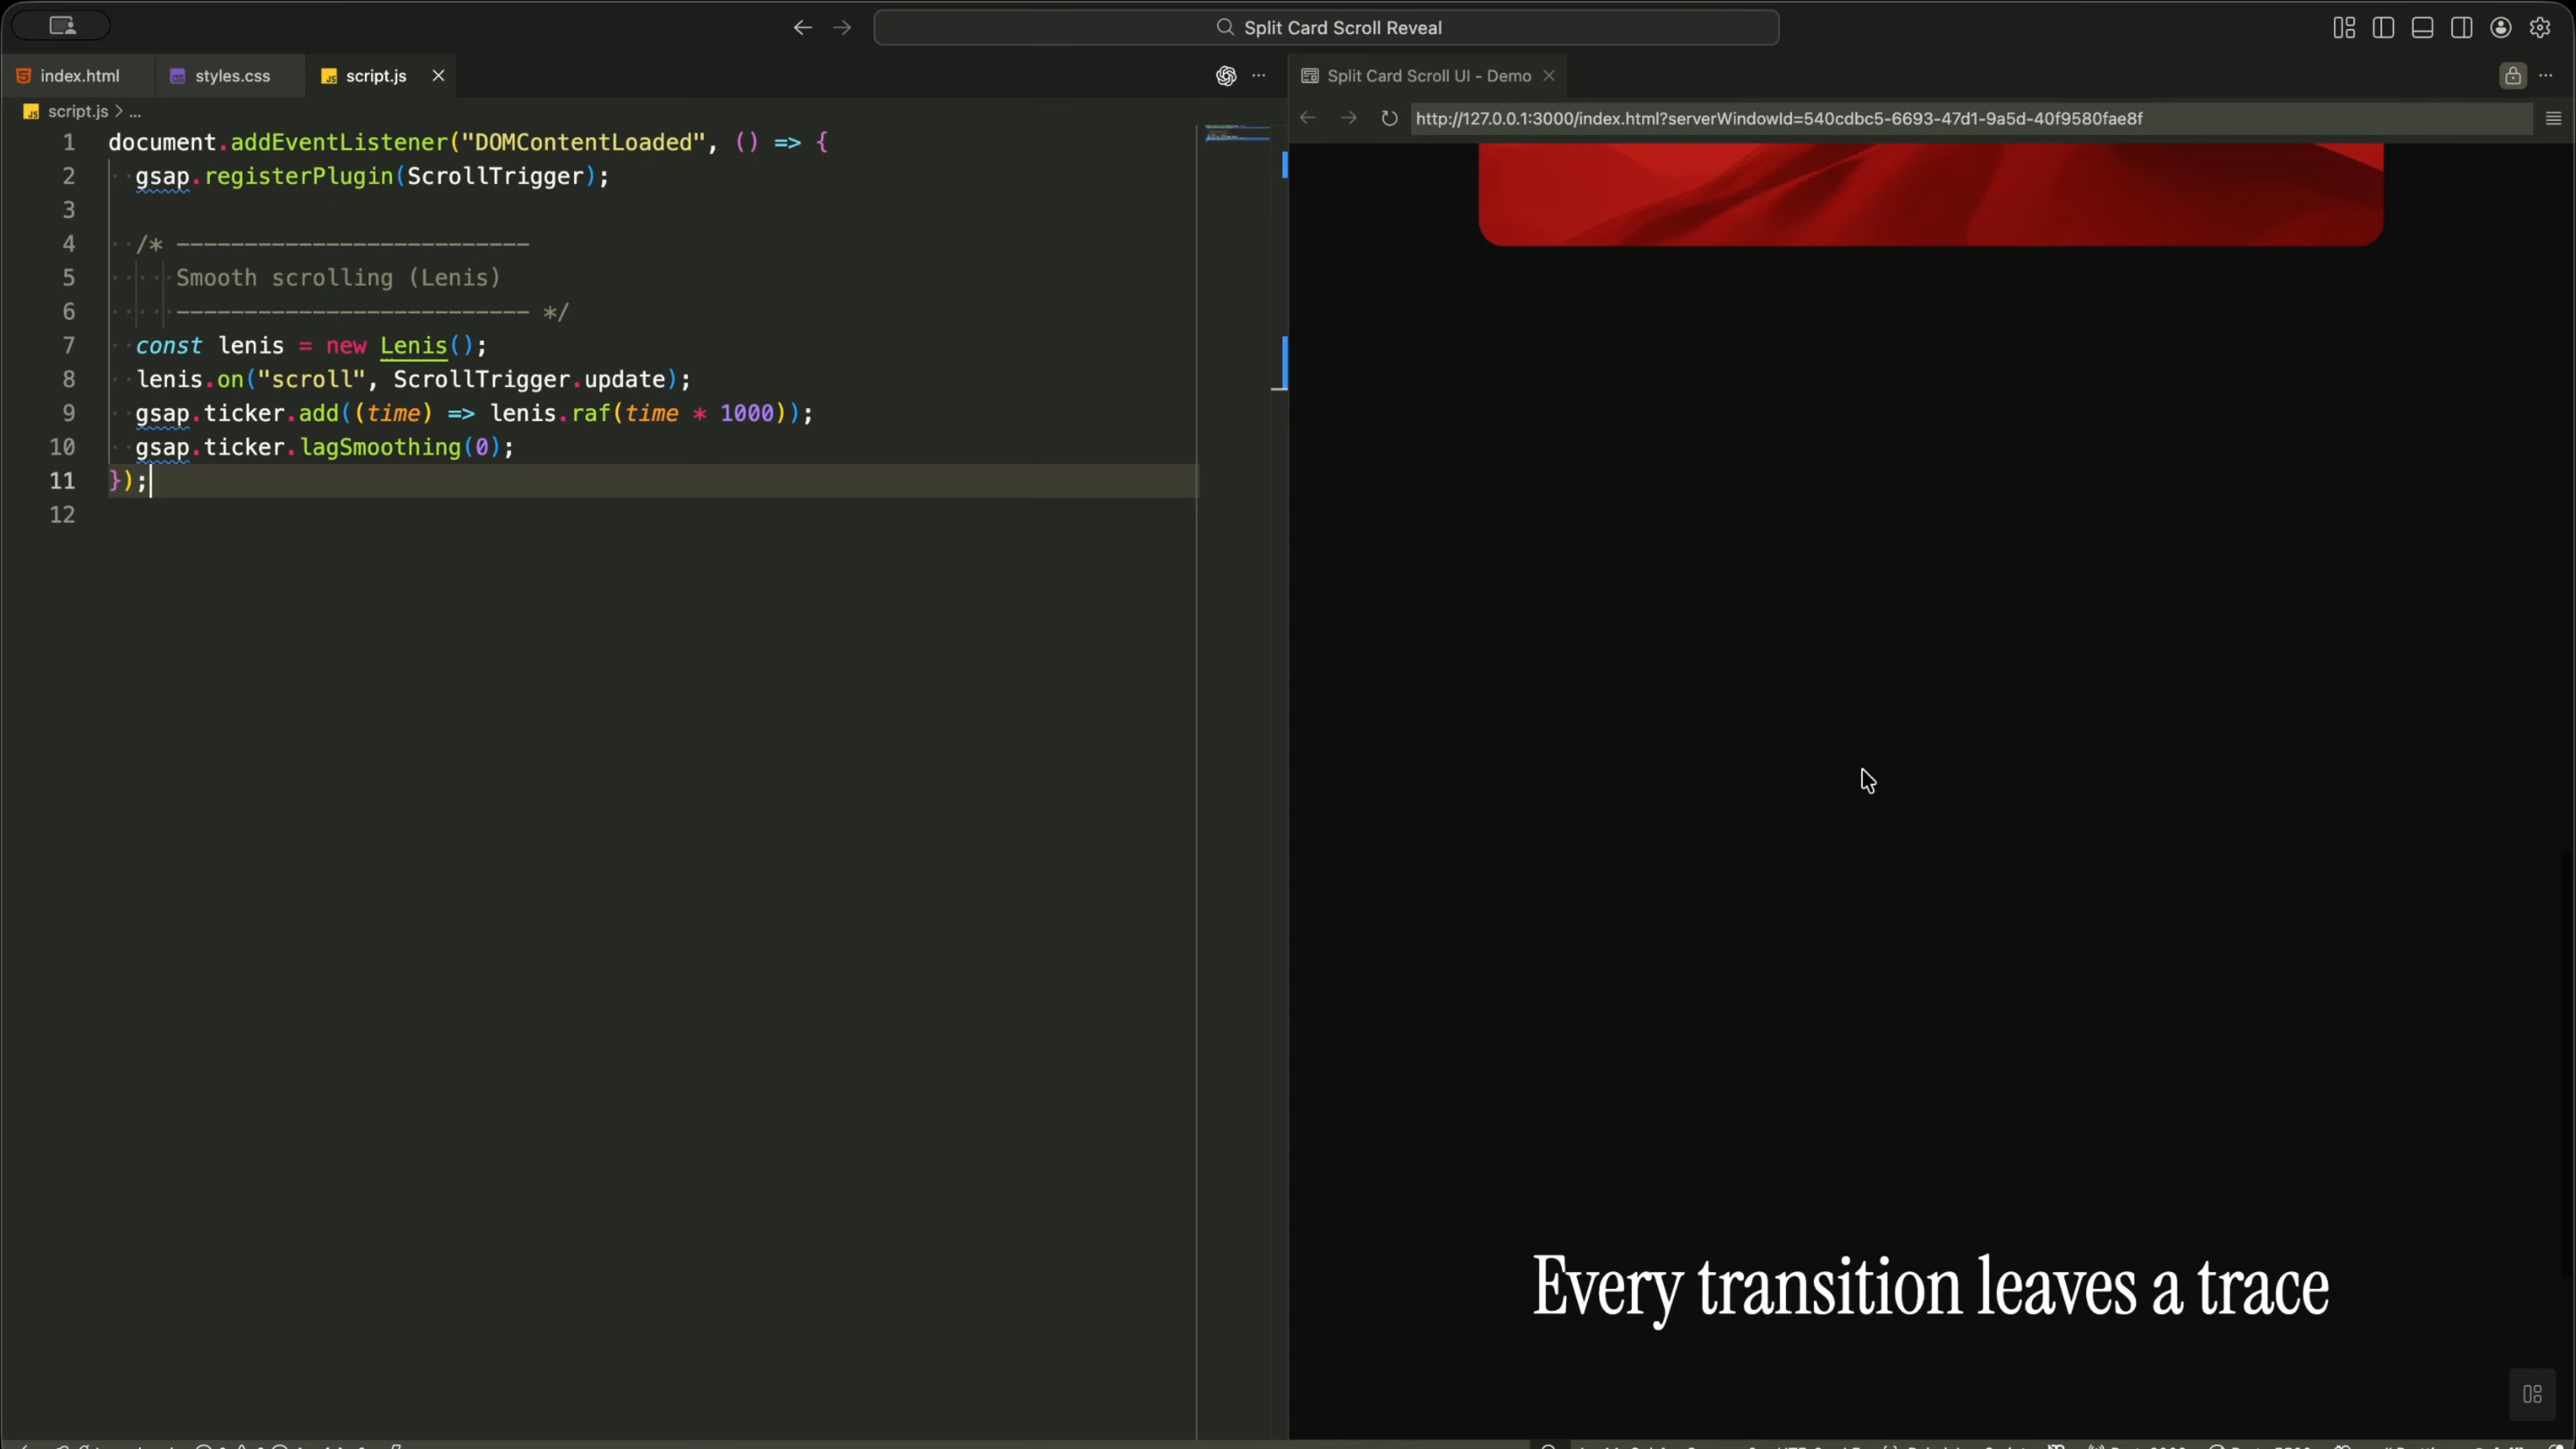 Split Card Scroll Reveal
index.html
styles.css
script.js
Split Card Scroll UI - Demo
script.js > ...
http://127.0.0.1:3000/index.html?serverWindowId=540cdbc5-6693-47d1-9a5d-40f9580fae8f
1 document.addEventListener("DOMContentLoaded", () => {
2 gsap.registerPlugin(ScrollTrigger);
3
4 /* --------------------------
5 Smooth scrolling (Lenis)
6 -------------------------- */
7 const lenis = new Lenis();
8 lenis.on("scroll", ScrollTrigger.update);
9 gsap.ticker.add((time) => lenis.raf(time * 1000));
10 gsap.ticker.lagSmoothing(0);
11 });
12
Every transition leaves a trace